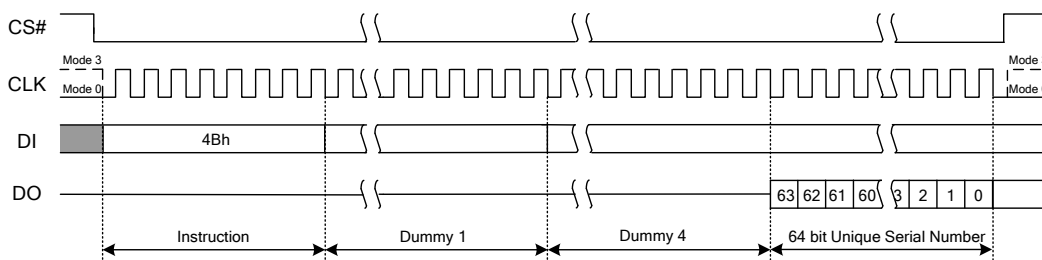 CS#
Mode 3
Mode
CLK
Mode 0
Mode
DI
4Bh
DO
63 62 61 60 3 2 1 0
Instruction
Dummy 1
Dummy 4
64 bit Unique Serial Number